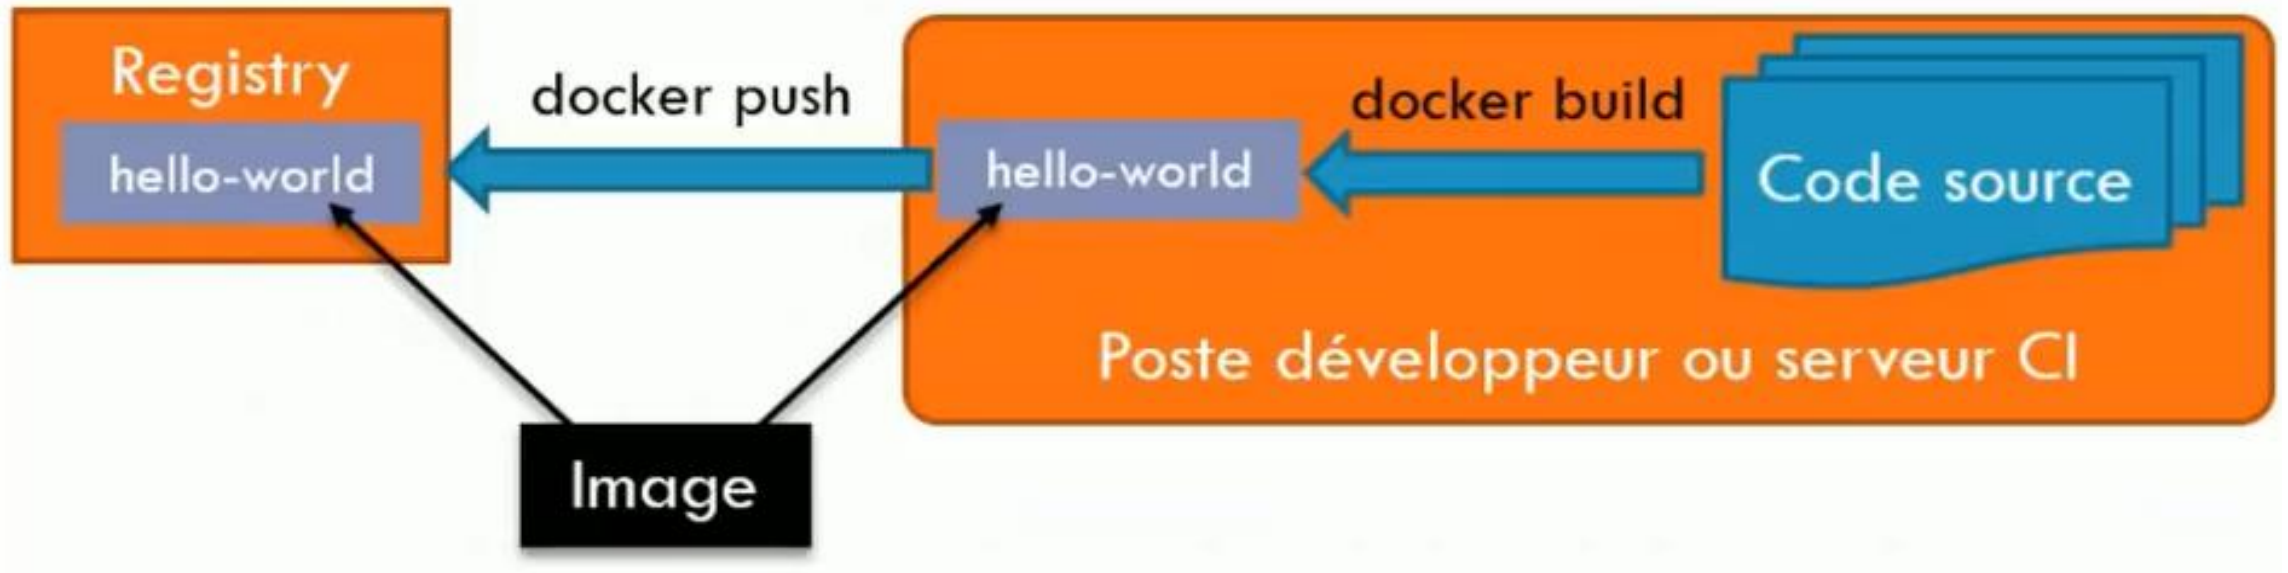 Registry
hello-world
docker push
hello-world
docker build
Code source
Poste développeur ou serveur CI
Image